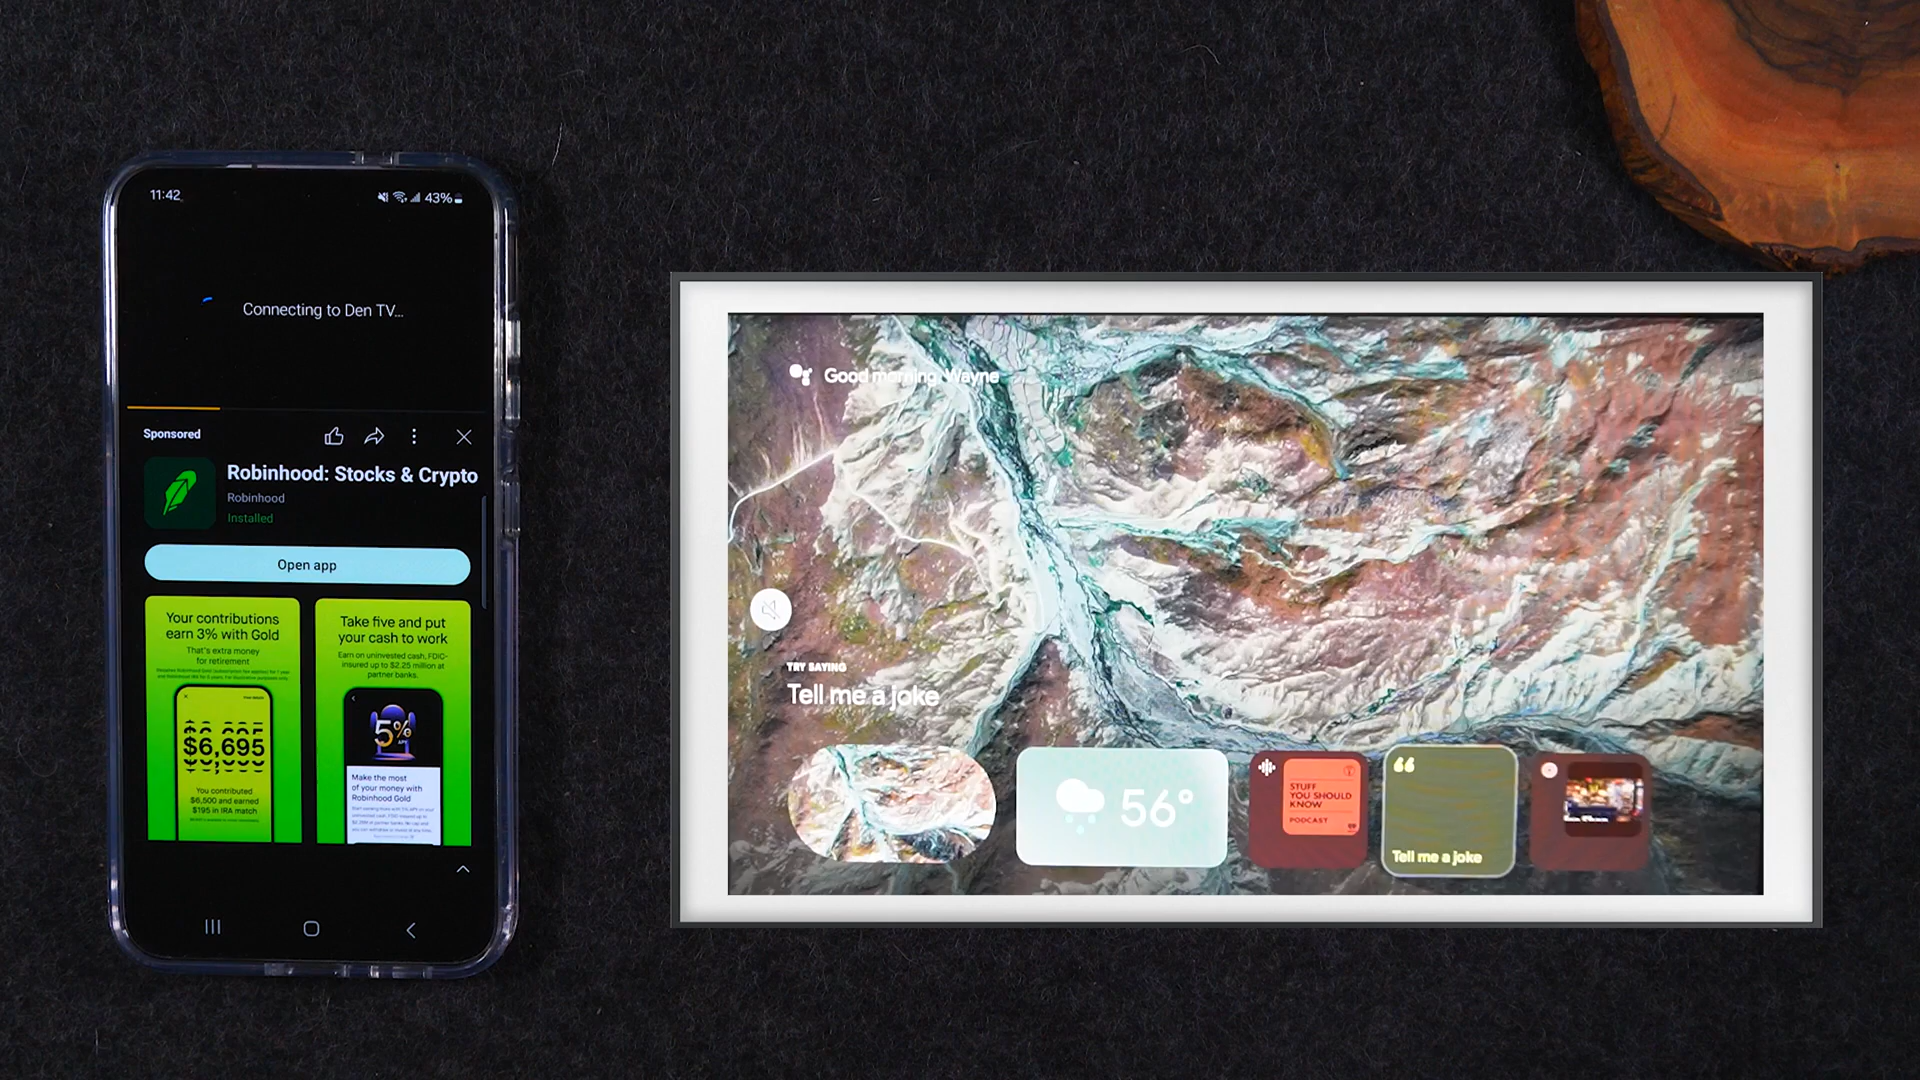 11:42
43%
Connecting to Den TV...
Sponsored
Robinhood: Stocks & Crypto
Robinhood
Installed
Open app
Your contributions
earn 3% with Gold
That's extra money
for retirement
$6,695
You contributed
$6,500 and earned
$195 in IRA match
Take five and put
your cash to work
Earn on uninvested cash, FDIC-
insured up to $2.25 million at
partner banks.
5%
APY
Make the most
of your money with
Robinhood Gold
Good morning, Wayne
TRY SAYING
Tell me a joke
56°
STUFF
YOU SHOULD
KNOW
PODCAST
Tell me a joke